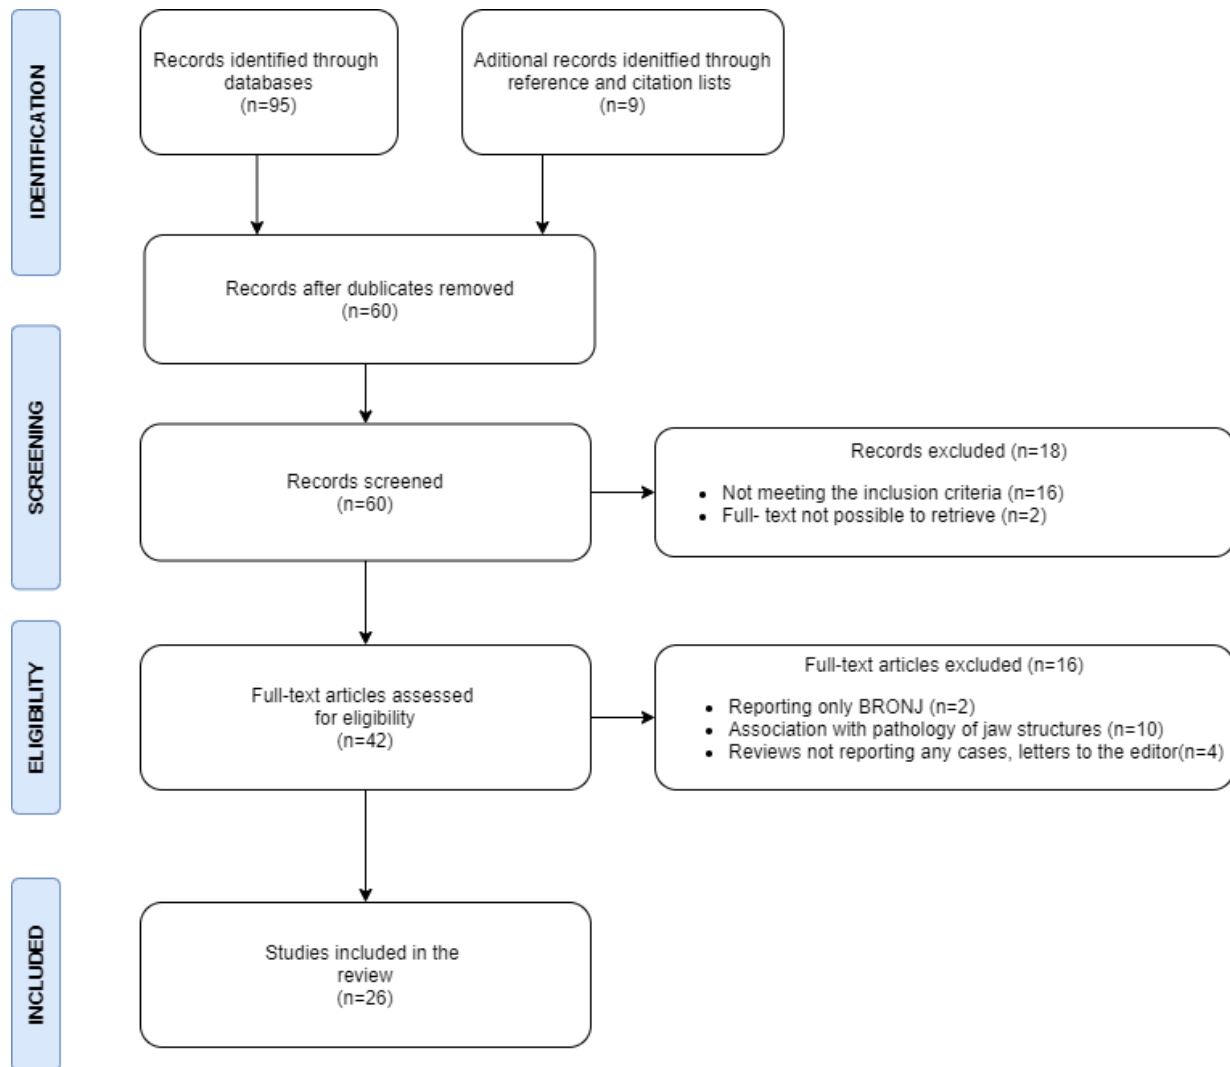 IDENTIFICATION
Records identified through
databases
(n=95)
Aditional records idenitfied through
reference and citation lists
(n=9)
Records after dublicates removed
(n=60)
SCREENING
Records screened
(n=60)
Records excluded (n=18)
• Not meeting the inclusion criteria (n=16)
• Full- text not possible to retrieve (n=2)
ELIGIBILITY
Full-text articles assessed
for eligibility
(n=42)
Full-text articles excluded (n=16)
• Reporting only BRONJ (n=2)
• Association with pathology of jaw structures (n=10)
• Reviews not reporting any cases, letters to the editor(n=4)
INCLUDED
Studies included in the
review
(n=26)